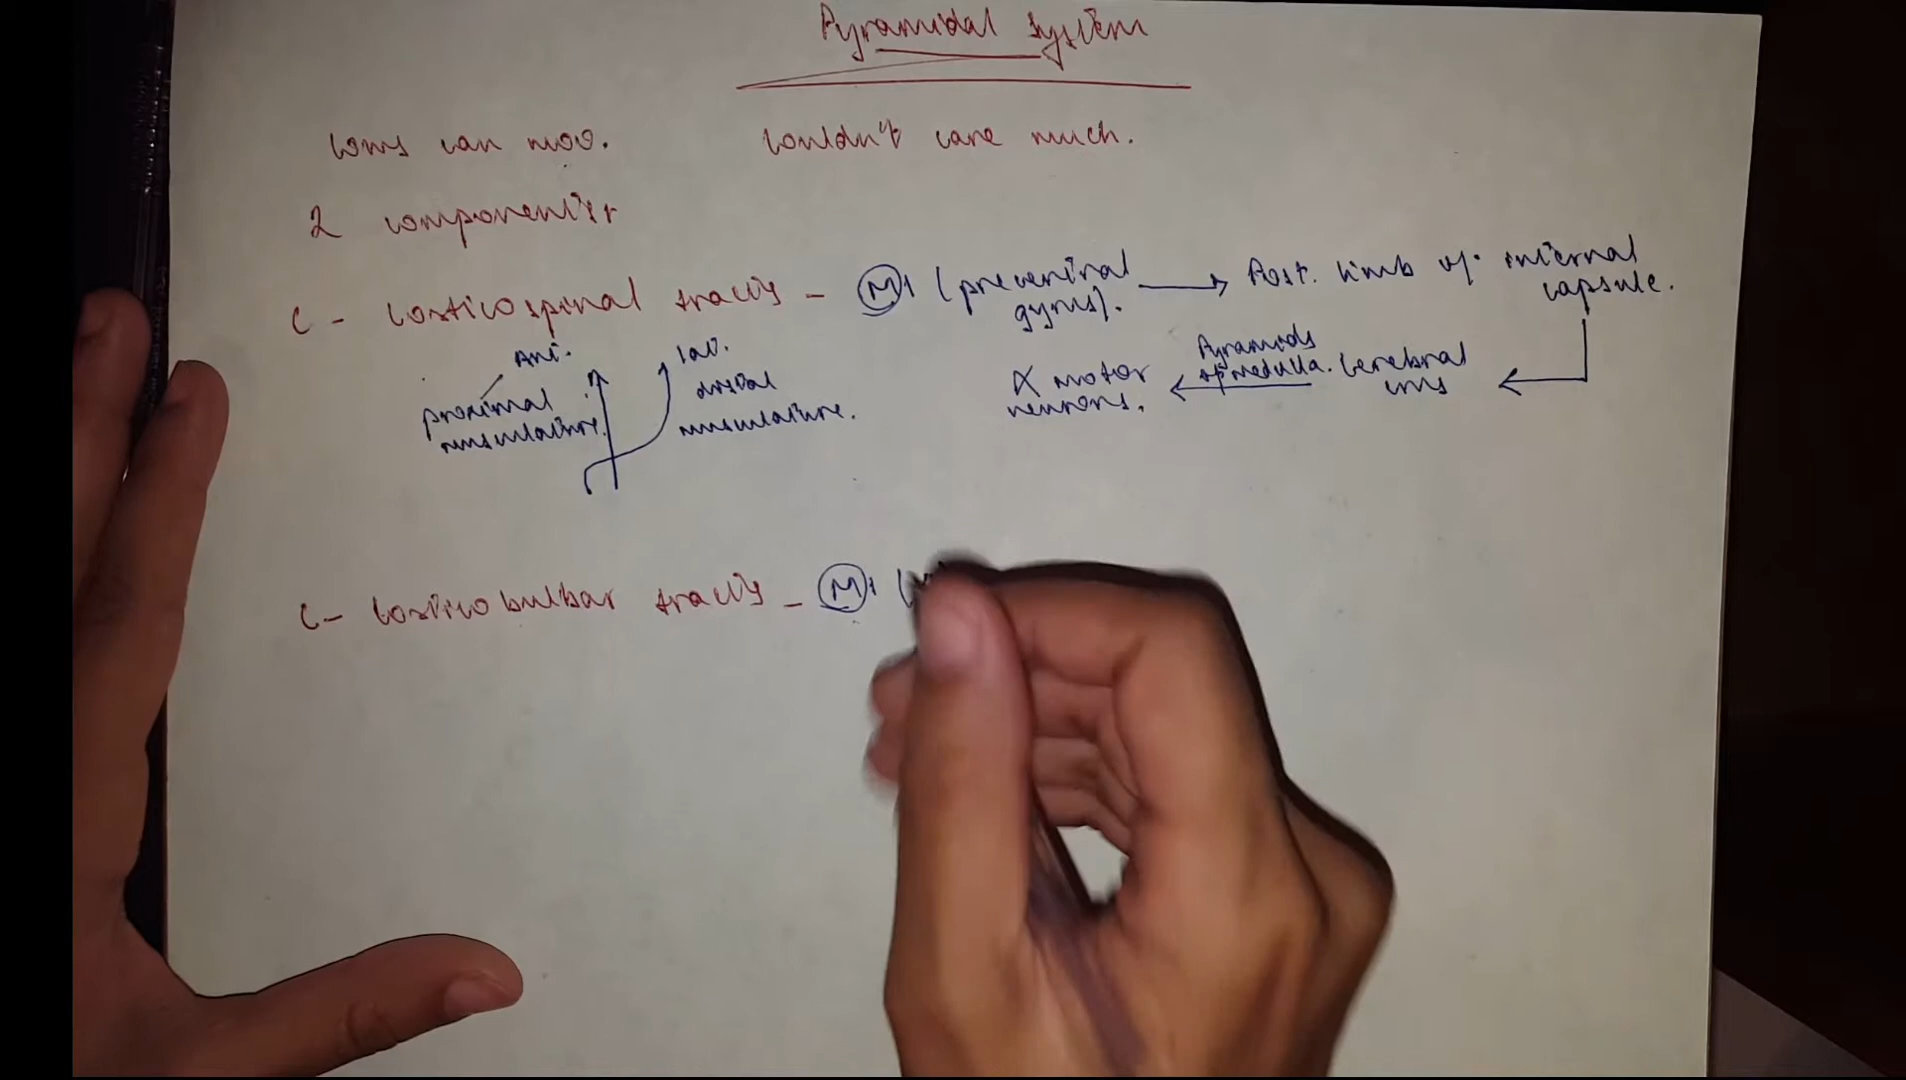 Pyramidal system
Cows can moo. Couldn't care much.
2 components
C - Corticospinal tracts - M1 (precentral gyrus). → Post. limb of internal capsule.
Ant.
proximal
musculature.
Lat.
distal
musculature.
Cerebral
crus
Pyramids
of medulla.
α motor
neurons.
C - Corticobulbar tracts - M1 (